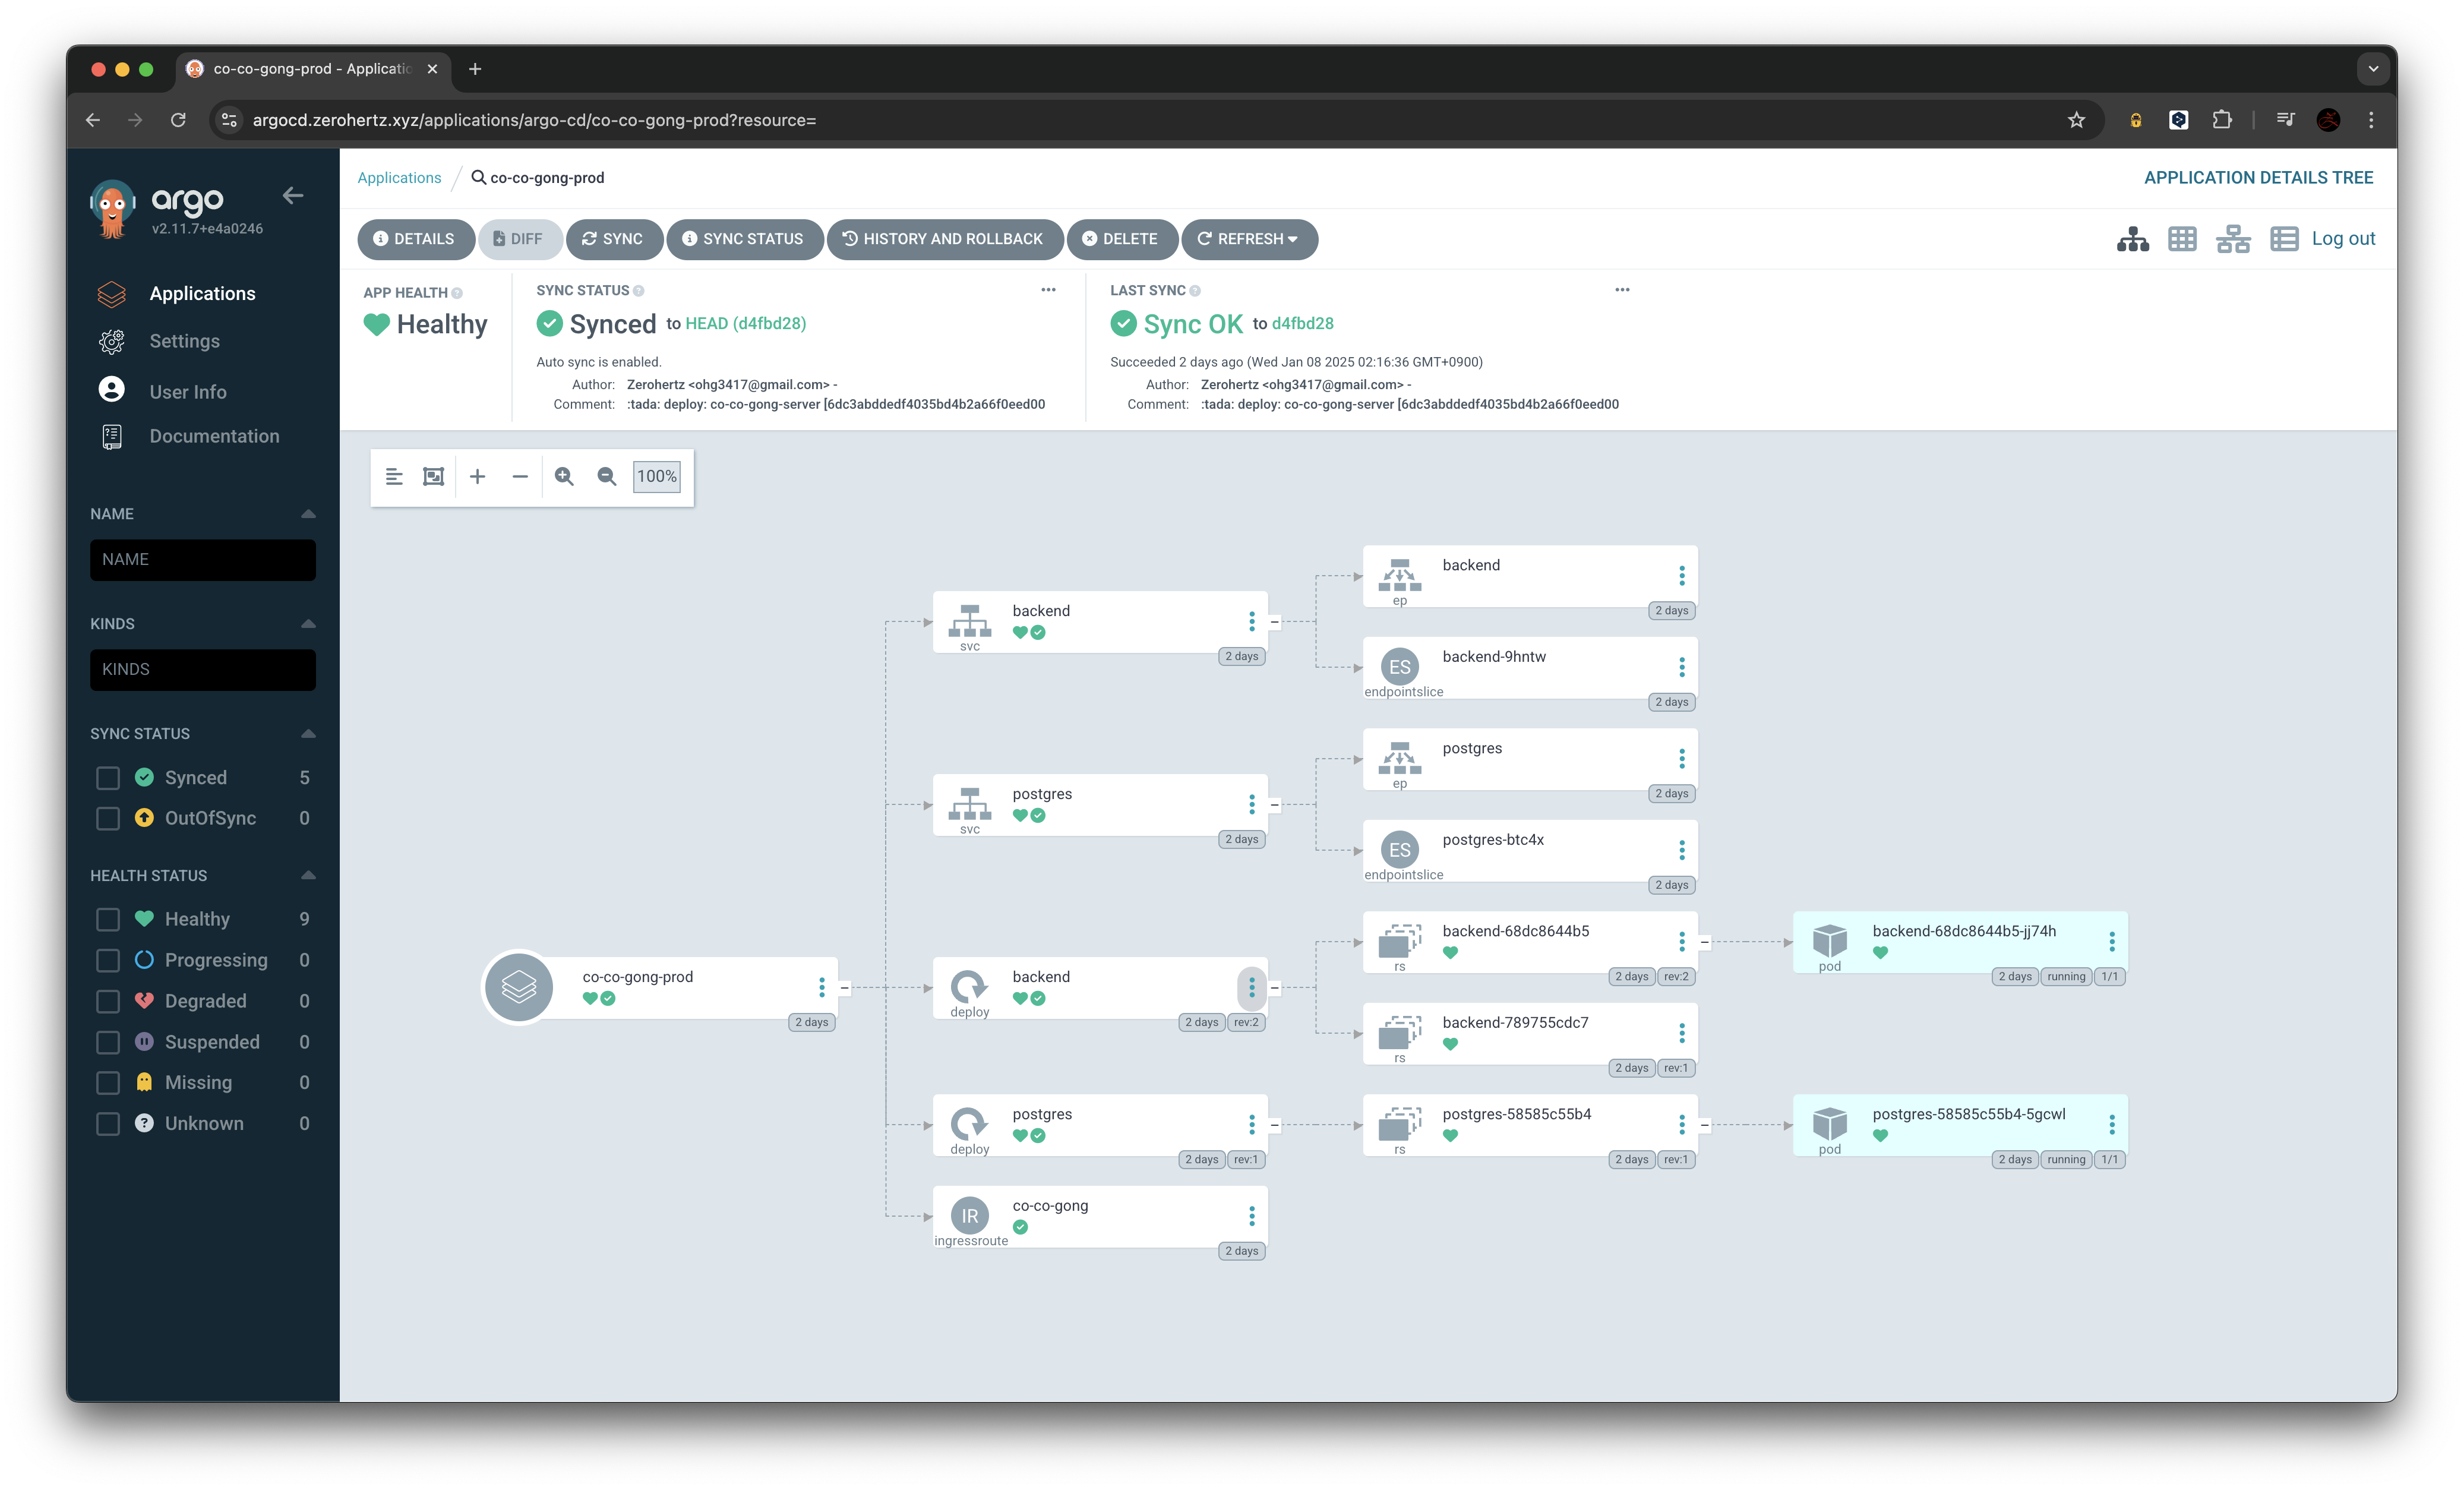 co-co-gong-prod - Applicatic
argocd.zerohertz.xyz/applications/argo-cd/co-co-gong-prod?resource=
argo
v2.11.7+e4a0246
Applications
Settings
User Info
Documentation
NAME
NAME
KINDS
KINDS
SYNC STATUS
Synced 5
OutOfSync 0
HEALTH STATUS
Healthy 9
Progressing 0
Degraded 0
Suspended 0
Missing 0
Unknown 0
Applications / co-co-gong-prod
APPLICATION DETAILS TREE
DETAILS DIFF SYNC SYNC STATUS HISTORY AND ROLLBACK DELETE REFRESH
Log out
APP HEALTH
Healthy
SYNC STATUS
Synced to HEAD (d4fbd28)
Auto sync is enabled.
Author: Zerohertz <ohg3417@gmail.com> -
Comment: :tada: deploy: co-co-gong-server [6dc3abddedf4035bd4b2a66f0eed00
LAST SYNC
Sync OK to d4fbd28
Succeeded 2 days ago (Wed Jan 08 2025 02:16:36 GMT+0900)
Author: Zerohertz <ohg3417@gmail.com> -
Comment: :tada: deploy: co-co-gong-server [6dc3abddedf4035bd4b2a66f0eed00
100%
co-co-gong-prod
2 days
backend
svc
2 days
postgres
svc
2 days
backend
deploy
2 days rev:2
postgres
deploy
2 days rev:1
IR
co-co-gong
ingressroute
2 days
backend
ep
2 days
ES
backend-9hntw
endpointslice
2 days
postgres
ep
2 days
ES
postgres-btc4x
endpointslice
2 days
backend-68dc8644b5
rs
2 days rev:2
backend-789755cdc7
rs
2 days rev:1
postgres-58585c55b4
rs
2 days rev:1
backend-68dc8644b5-jj74h
pod
2 days running 1/1
postgres-58585c55b4-5gcwl
pod
2 days running 1/1